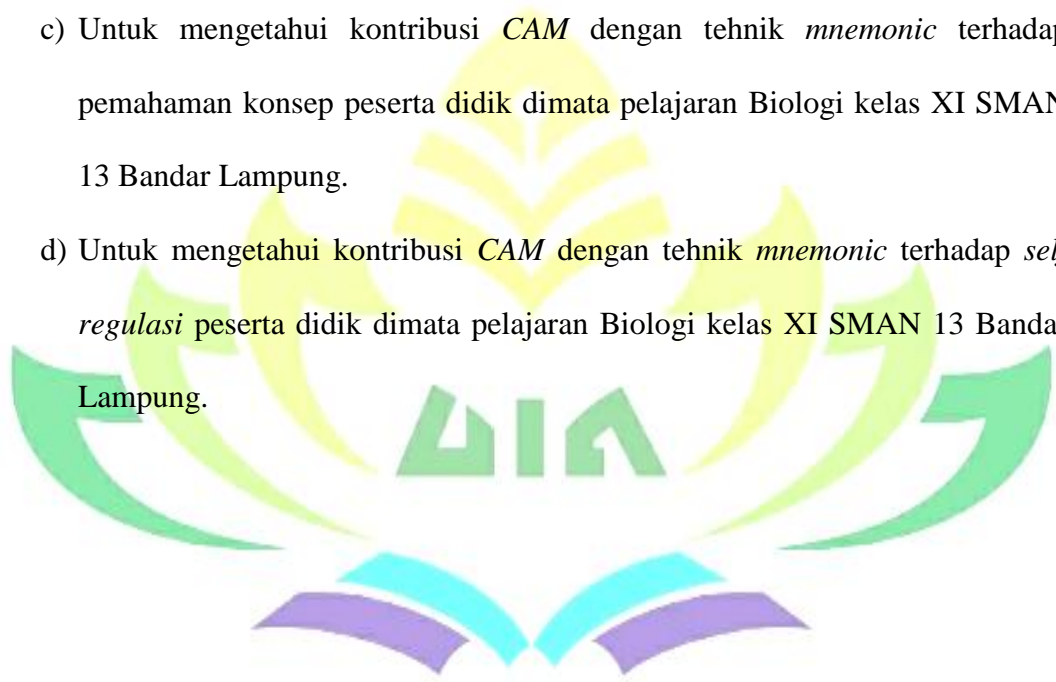 c) Untuk mengetahui kontribusi CAM dengan tehnik mnemonic terhadap
pemahaman konsep peserta didik dimata pelajaran Biologi kelas XI SMAN
13 Bandar Lampung.
d) Untuk mengetahui kontribusi CAM dengan tehnik mnemonic terhadap self
regulasi peserta didik dimata pelajaran Biologi kelas XI SMAN 13 Bandar
Lampung.